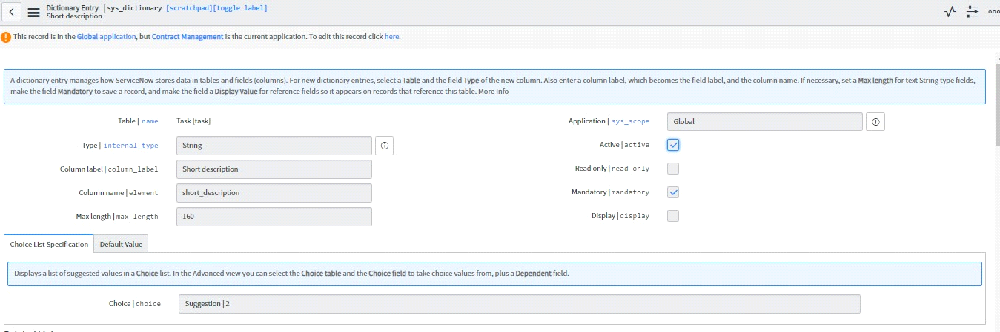 Dictionary Entry | sys_dictionary [scratchpad][toggle label]
Short description
This record is in the Global application, but Contract Management is the current application. To edit this record click here.
A dictionary entry manages how ServiceNow stores data in tables and fields (columns). For new dictionary entries, select a Table and the field Type of the new column. Also enter a column label, which becomes the field label, and the column name. If necessary, set a Max length for text String type fields,
make the field Mandatory to save a record, and make the field a Display Value for reference fields so it appears on records that reference this table. More Info
Table | name Task [task]
Application | sys_scope Global
Type | internal_type String
Active | active
Column label | column_label Short description
Read only | read_only
Column name | element short_description
Mandatory | mandatory
Max length | max_length 160
Display | display
Choice List Specification Default Value
Displays a list of suggested values in a Choice list. In the Advanced view you can select the Choice table and the Choice field to take choice values from, plus a Dependent field.
Choice | choice Suggestion | 2